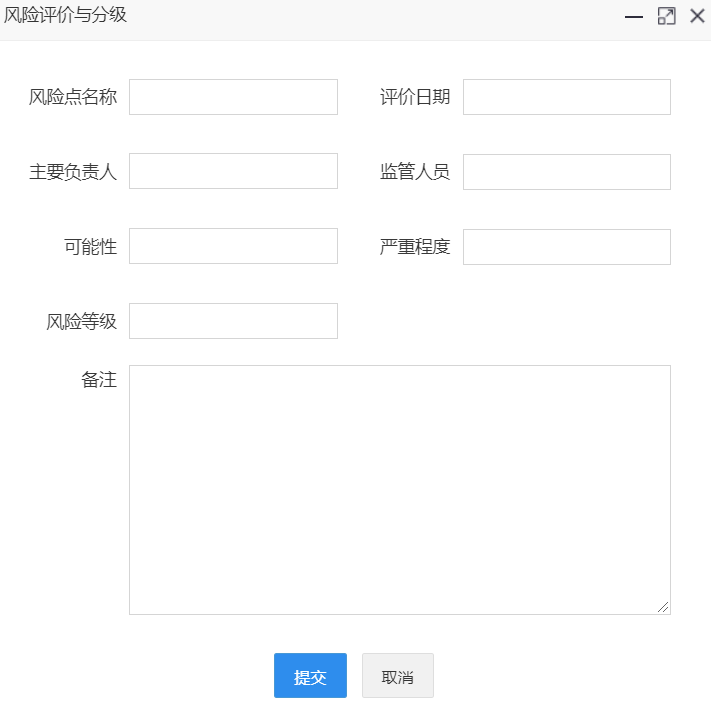 风险评价与分级
风险点名称 评价日期
主要负责人 监管人员
可能性 严重程度
风险等级
备注
提交 取消